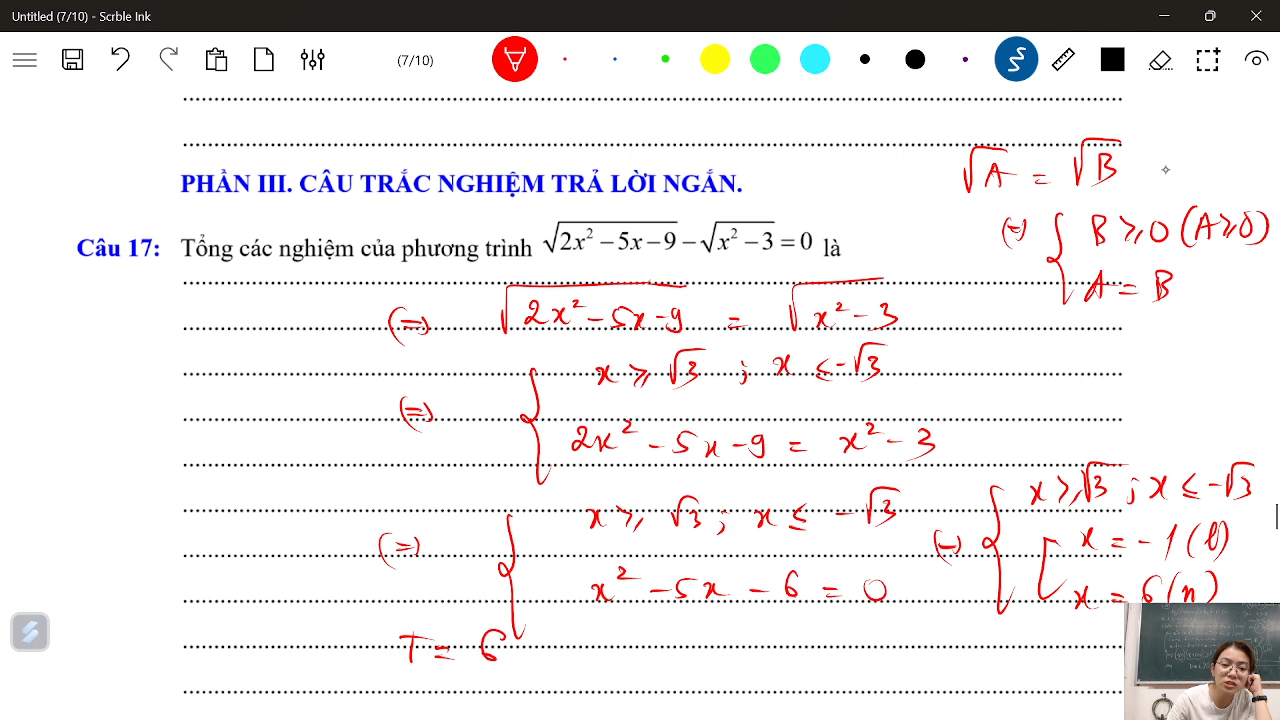 Untitled (7/10) - Scrble Ink
(7/10)
PHẦN III. CÂU TRẮC NGHIỆM TRẢ LỜI NGẮN.
√A = √B
(=) { B ≥ 0 (A ≥ 0)
A = B
Câu 17: Tổng các nghiệm của phương trình √(2x² − 5x − 9) − √(x² − 3) = 0 là
(=) √(2x² − 5x − 9) = √(x² − 3)
(=) { x ≥ √3 ; x ≤ −√3
2x² − 5x − 9 = x² − 3
(=) { x ≥ √3 ; x ≤ −√3
x² − 5x − 6 = 0
(=) { x ≥ √3 ; x ≤ −√3
[ x = −1 (l)
x = 6 (n)
T = 6